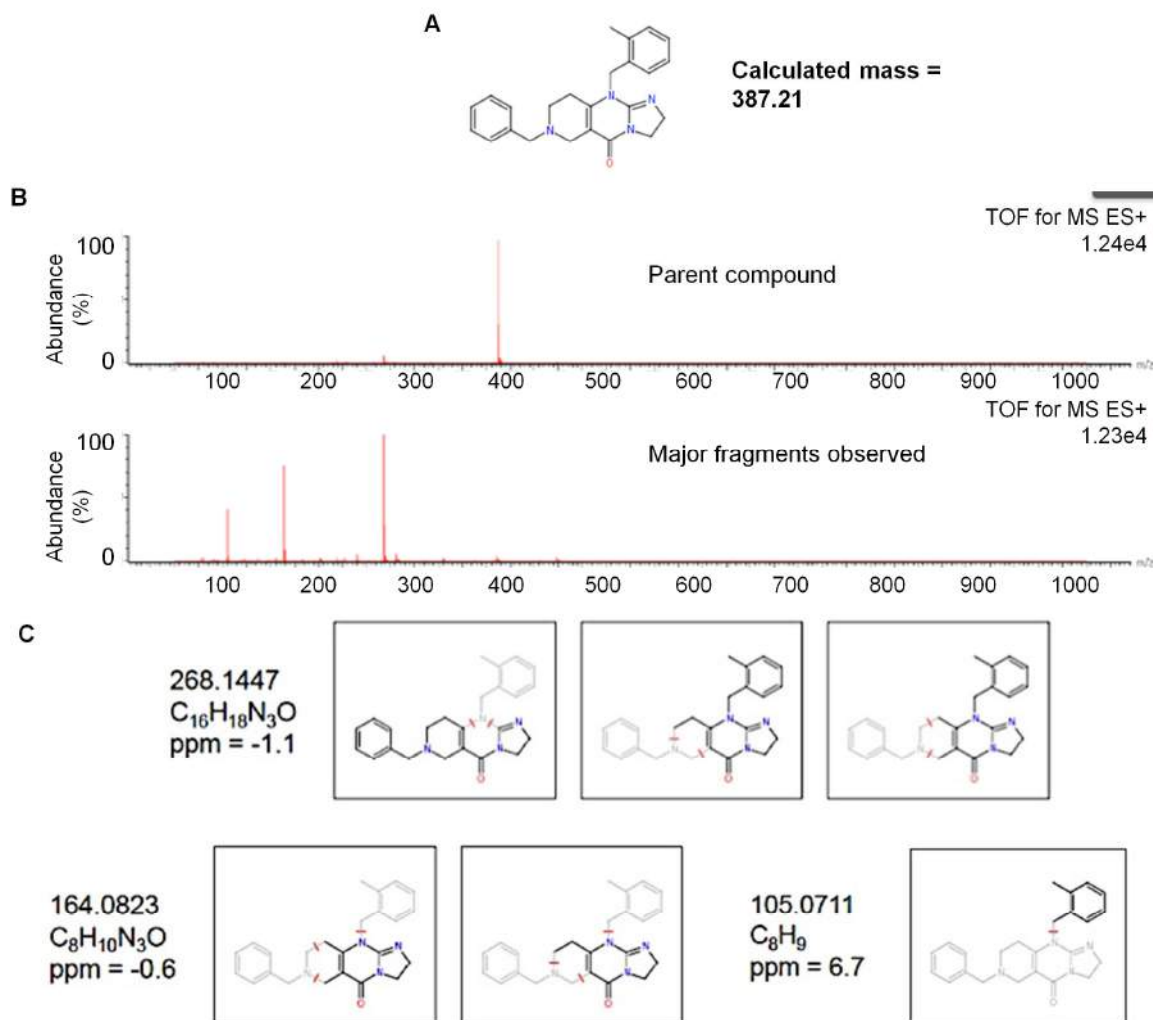 A
Calculated mass =
387.21
N
N
N
N
O
B
TOF for MS ES+
1.24e4
Abundance
(%)
100
0
Parent compound
100 200 300 400 500 600 700 800 900 1000
TOF for MS ES+
1.23e4
Abundance
(%)
100
0
Major fragments observed
100 200 300 400 500 600 700 800 900 1000
C
268.1447
C₁₆H₁₈N₃O
ppm = -1.1
164.0823
C₈H₁₀N₃O
ppm = -0.6
105.0711
C₈H₉
ppm = 6.7